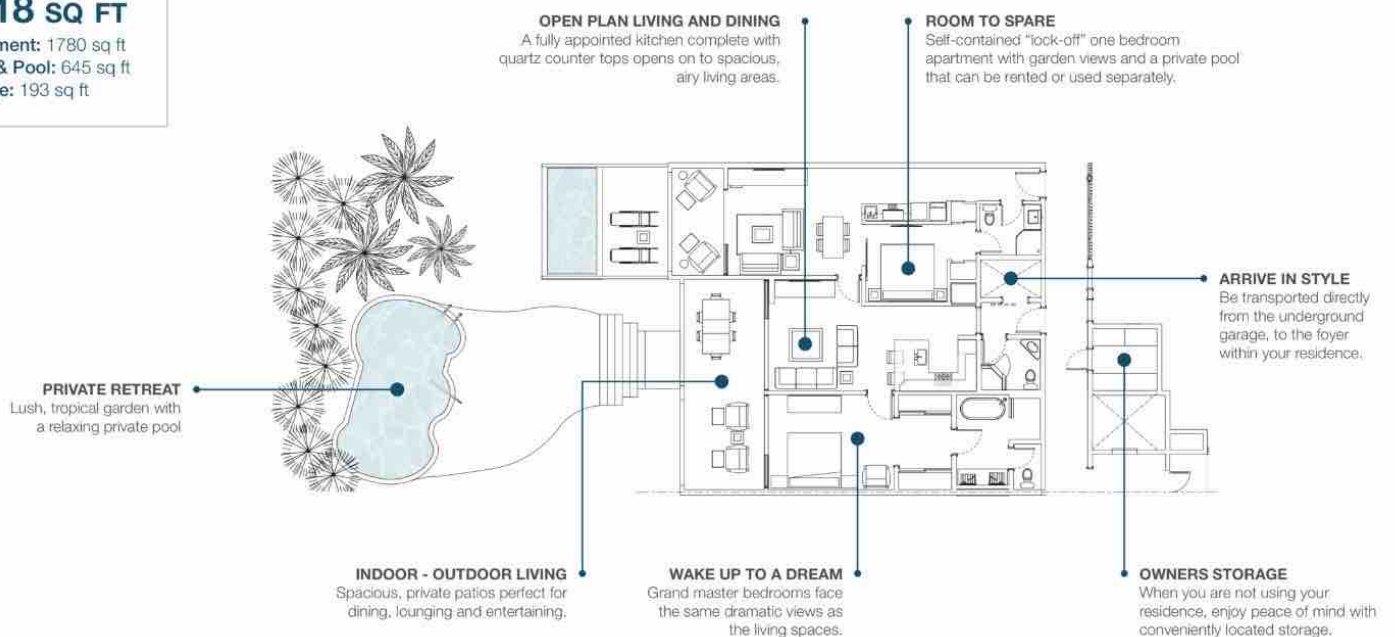 18 SQ FT
1780 sq ft
& Pool: 645 sq ft
193 sq ft
OPEN PLAN LIVING AND DINING
A fully appointed kitchen complete with
quartz counter tops opens on to spacious,
airy living areas.
ROOM TO SPARE
Self-contained "lock-off" one bedroom
apartment with garden views and a private pool
that can be rented or used separately.
ARRIVE IN STYLE
Be transported directly
from the underground
garage, to the foyer
within your residence.
PRIVATE RETREAT
Lush, tropical garden with
a relaxing private pool
INDOOR - OUTDOOR LIVING
Spacious, private patios perfect for
dining, lounging and entertaining.
WAKE UP TO A DREAM
Grand master bedrooms face
the same dramatic views as
the living spaces.
OWNERS STORAGE
When you are not using your
residence, enjoy peace of mind with
conveniently located storage.